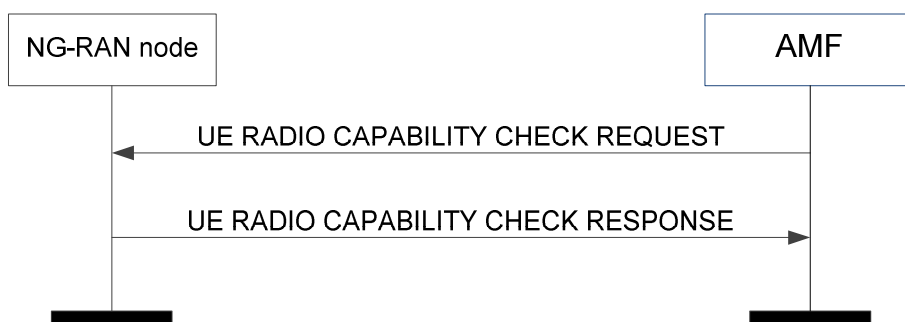 NG-RAN node
AMF
UE RADIO CAPABILITY CHECK REQUEST
UE RADIO CAPABILITY CHECK RESPONSE